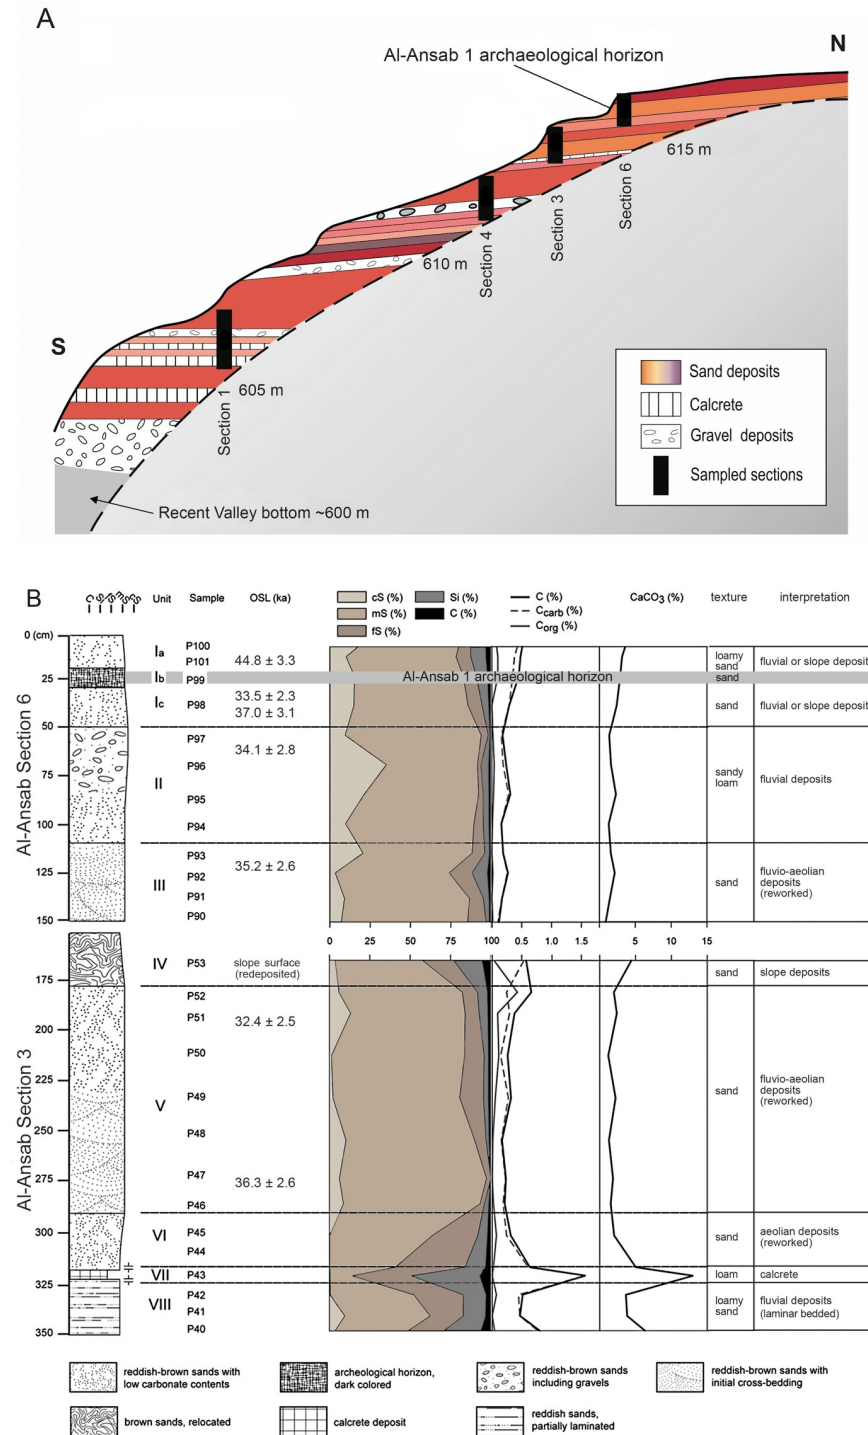 A
Al-Ansab 1 archaeological horizon
N
615 m
Section 6
Section 3
610 m
Section 4
S
605 m
Section 1
Recent Valley bottom ~600 m
Sand deposits
Calcrete
Gravel deposits
Sampled sections
B
Unit
Sample
OSL (ka)
cS (%)
mS (%)
fS (%)
Si (%)
C (%)
C (%)
Ccarb (%)
Corg (%)
CaCO3 (%)
texture
interpretation
Al-Ansab Section 6
0 (cm)
25
50
75
100
125
150
Ia
P100
P101
44.8 ± 3.3
loamy
sand
fluvial or slope deposit
Ib
P99
Al-Ansab 1 archaeological horizon
sand
Ic
P98
33.5 ± 2.3
37.0 ± 3.1
sand
fluvial or slope deposit
II
P97
P96
P95
P94
34.1 ± 2.8
sandy
loam
fluvial deposits
III
P93
P92
P91
P90
35.2 ± 2.6
sand
fluvio-aeolian
deposits
(reworked)
0 25 50 75 100 0.5 1.0 1.5 5 10 15
Al-Ansab Section 3
175
200
225
250
275
300
325
350
IV
P53
slope surface
(redeposited)
sand
slope deposits
V
P52
P51
P50
P49
P48
P47
P46
32.4 ± 2.5
36.3 ± 2.6
sand
fluvio-aeolian
deposits
(reworked)
VI
P45
P44
sand
aeolian deposits
(reworked)
VII
P43
loam
calcrete
VIII
P42
P41
P40
loamy
sand
fluvial deposits
(laminar bedded)
reddish-brown sands with
low carbonate contents
archeological horizon,
dark colored
reddish-brown sands
including gravels
reddish-brown sands with
initial cross-bedding
brown sands, relocated
calcrete deposit
reddish sands,
partially laminated